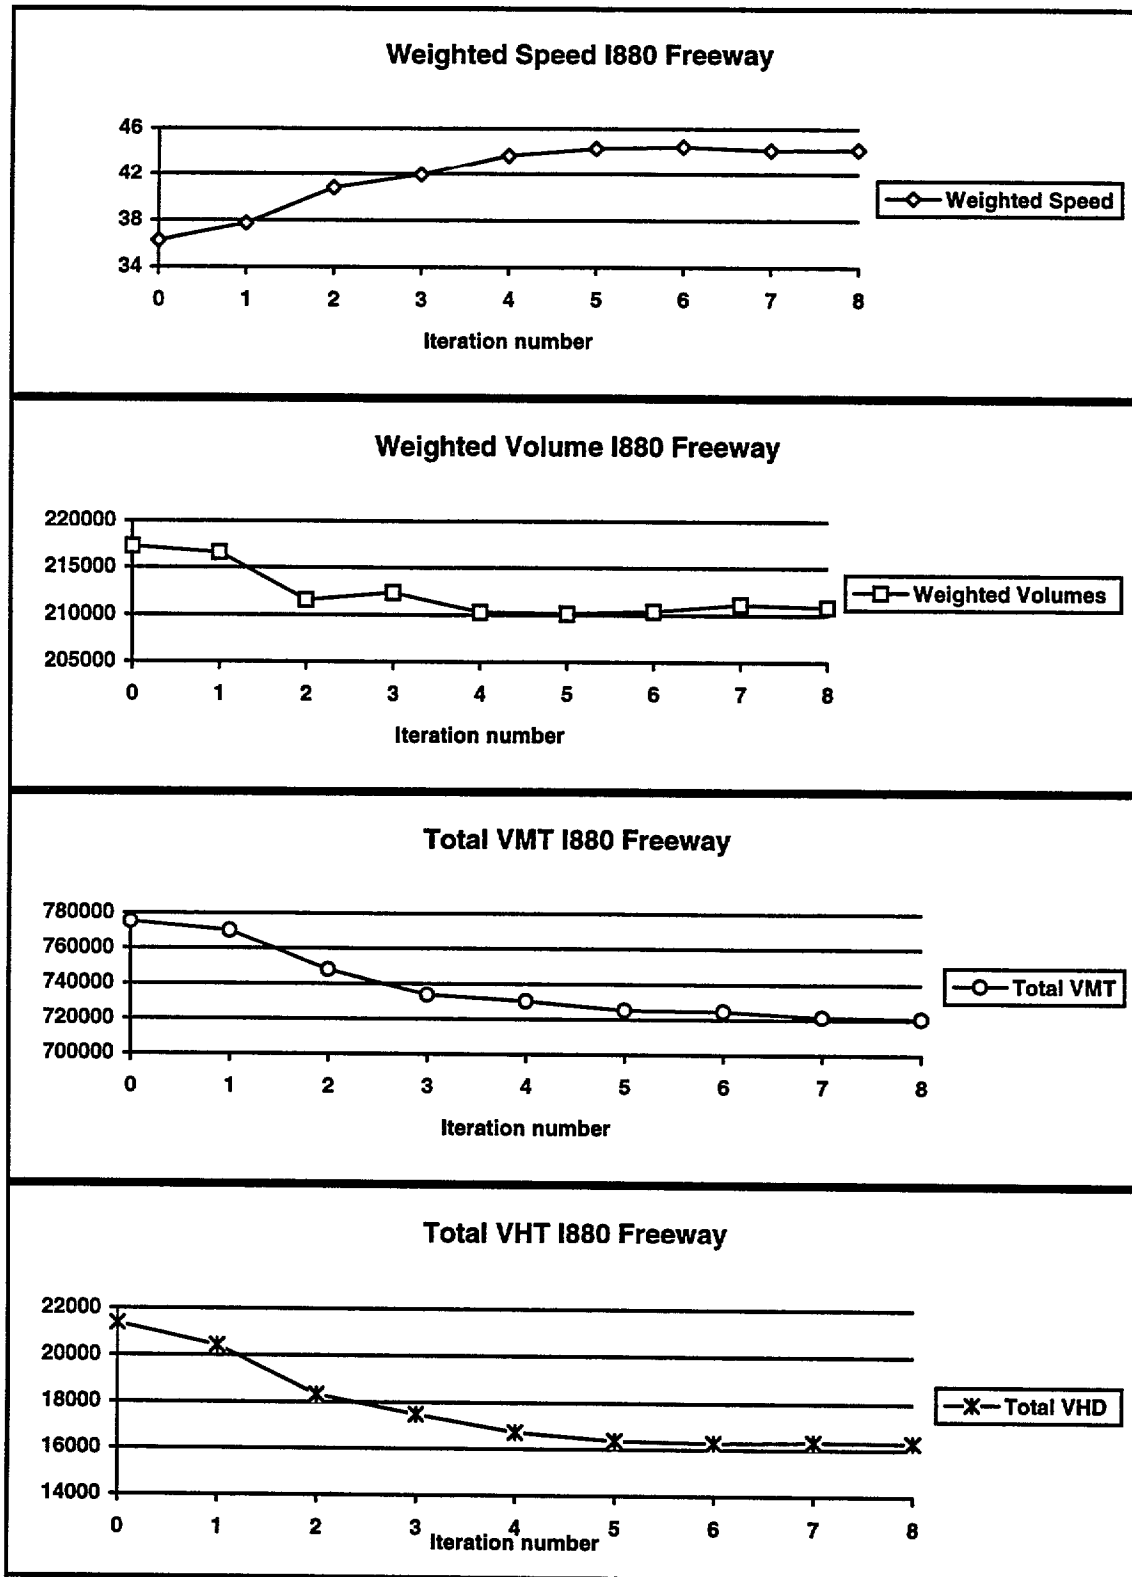 Weighted Speed I880 Freeway
46
42
38
34
0 1 2 3 4 5 6 7 8
Iteration number
Weighted Speed
Weighted Volume I880 Freeway
220000
215000
210000
205000
0 1 2 3 4 5 6 7 8
Iteration number
Weighted Volumes
Total VMT I880 Freeway
780000
760000
740000
720000
700000
0 1 2 3 4 5 6 7 8
Iteration number
Total VMT
Total VHT I880 Freeway
22000
20000
18000
16000
14000
0 1 2 3 4 5 6 7 8
Iteration number
Total VHD